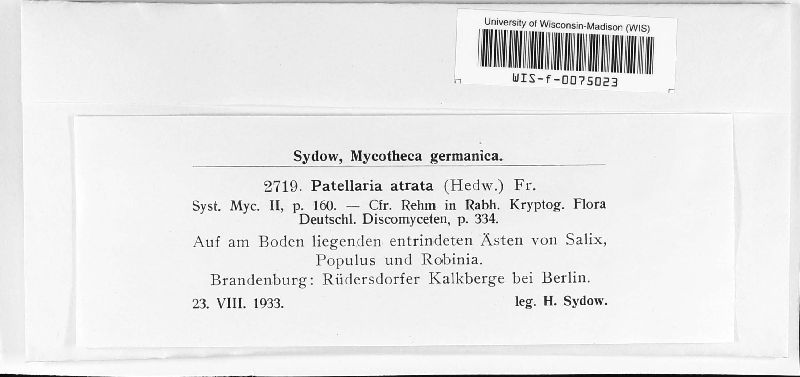 University of Wisconsin-Madison (WIS)
WIS-f-0075023
Sydow, Mycotheca germanica.
2719. Patellaria atrata (Hedw.) Fr.
Syst. Myc. II, p. 160. — Cfr. Rehm in Rabh. Kryptog. Flora
Deutschl. Discomyceten, p. 334.
Auf am Boden liegenden entrindeten Ästen von Salix,
Populus und Robinia.
Brandenburg: Rüdersdorfer Kalkberge bei Berlin.
23. VIII. 1933. leg. H. Sydow.